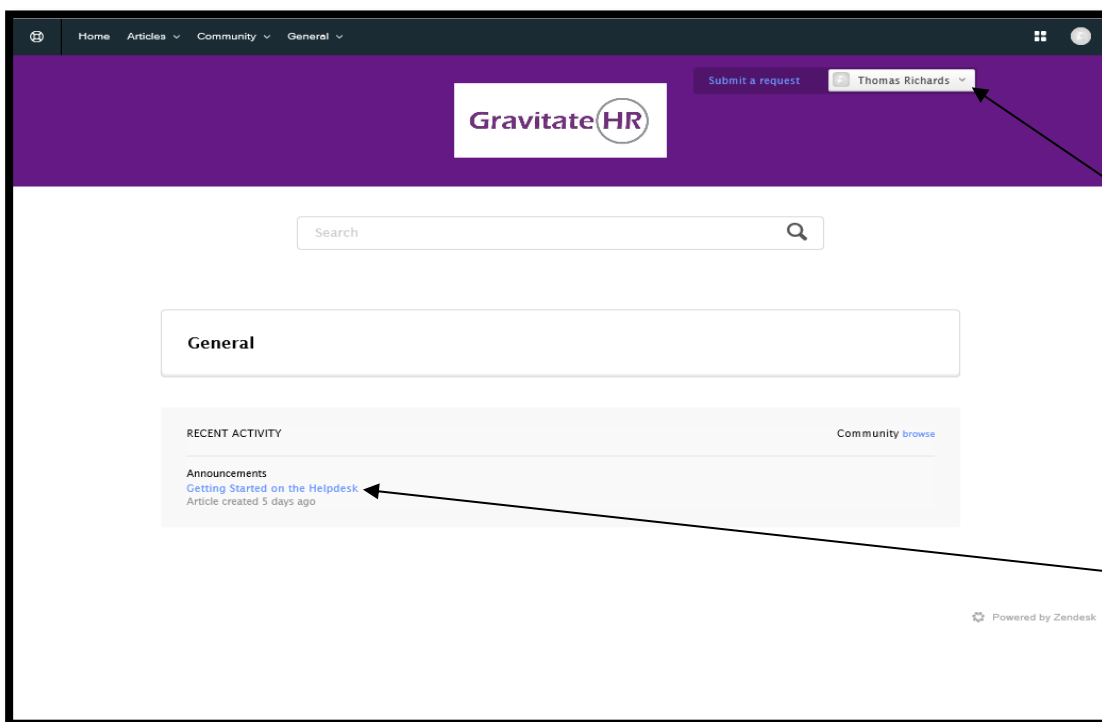 Home Articles Community General
Submit a request Thomas Richards
Gravitate HR
Search
General
RECENT ACTIVITY Community browse
Announcements
Getting Started on the Helpdesk
Article created 5 days ago
Powered by Zendesk